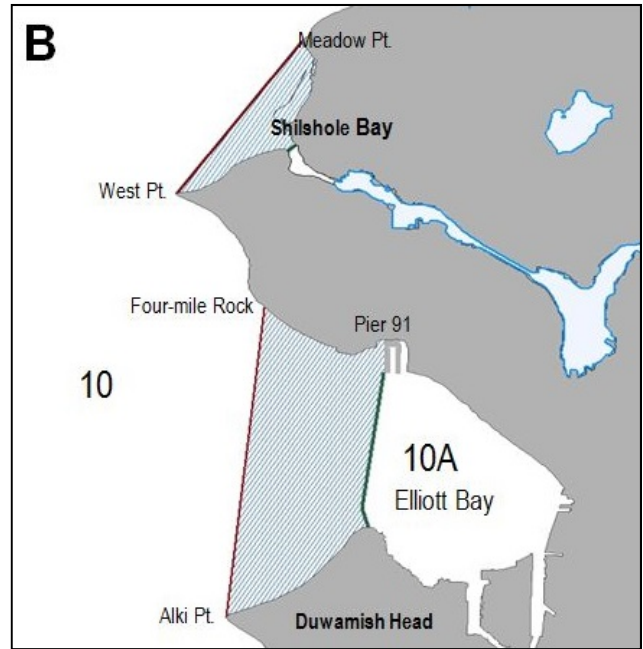 B
Meadow Pt.
Shilshole Bay
West Pt.
Four-mile Rock
Pier 91
10
10A
Elliott Bay
Alki Pt.
Duwamish Head